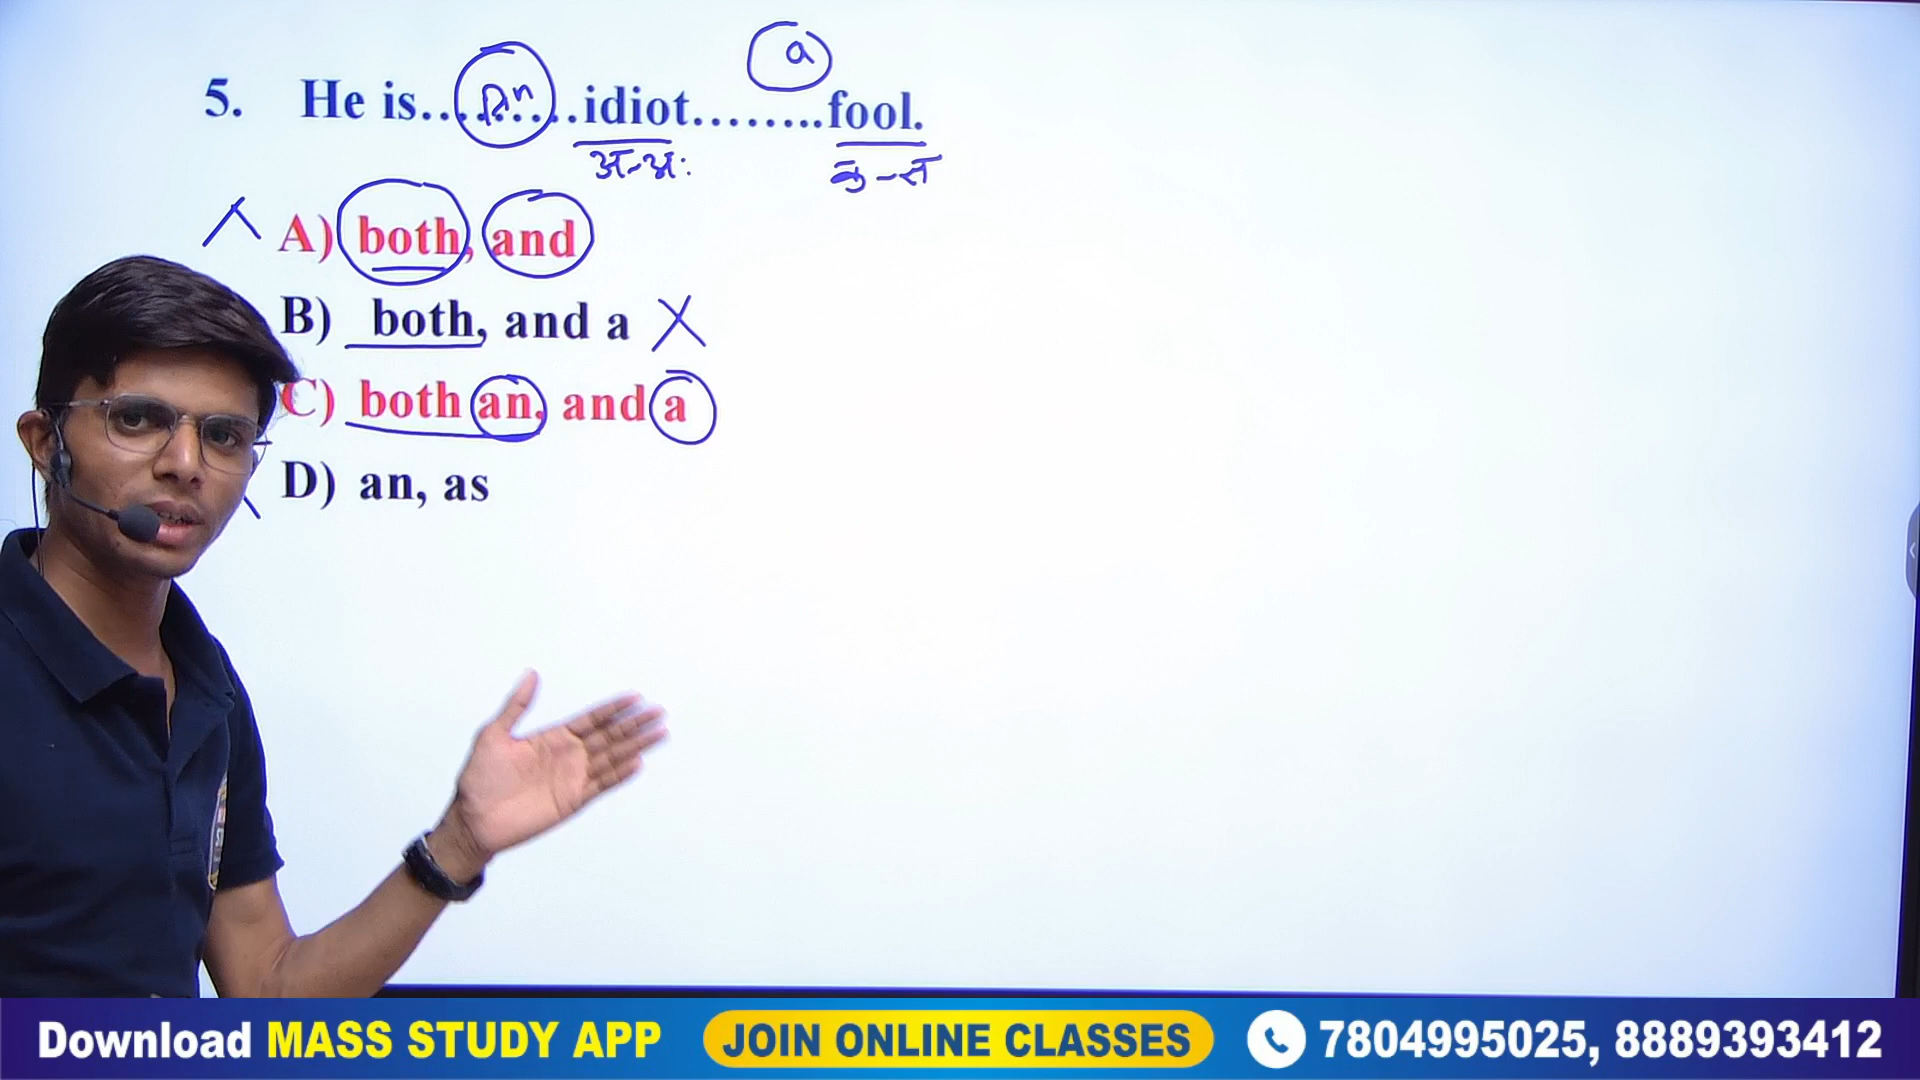 a
5. He is..........idiot........fool.
an
अ-अः
क-स
A) both, and
B) both, and a
C) both an, and a
D) an, as
Download MASS STUDY APP JOIN ONLINE CLASSES 7804995025, 8889393412